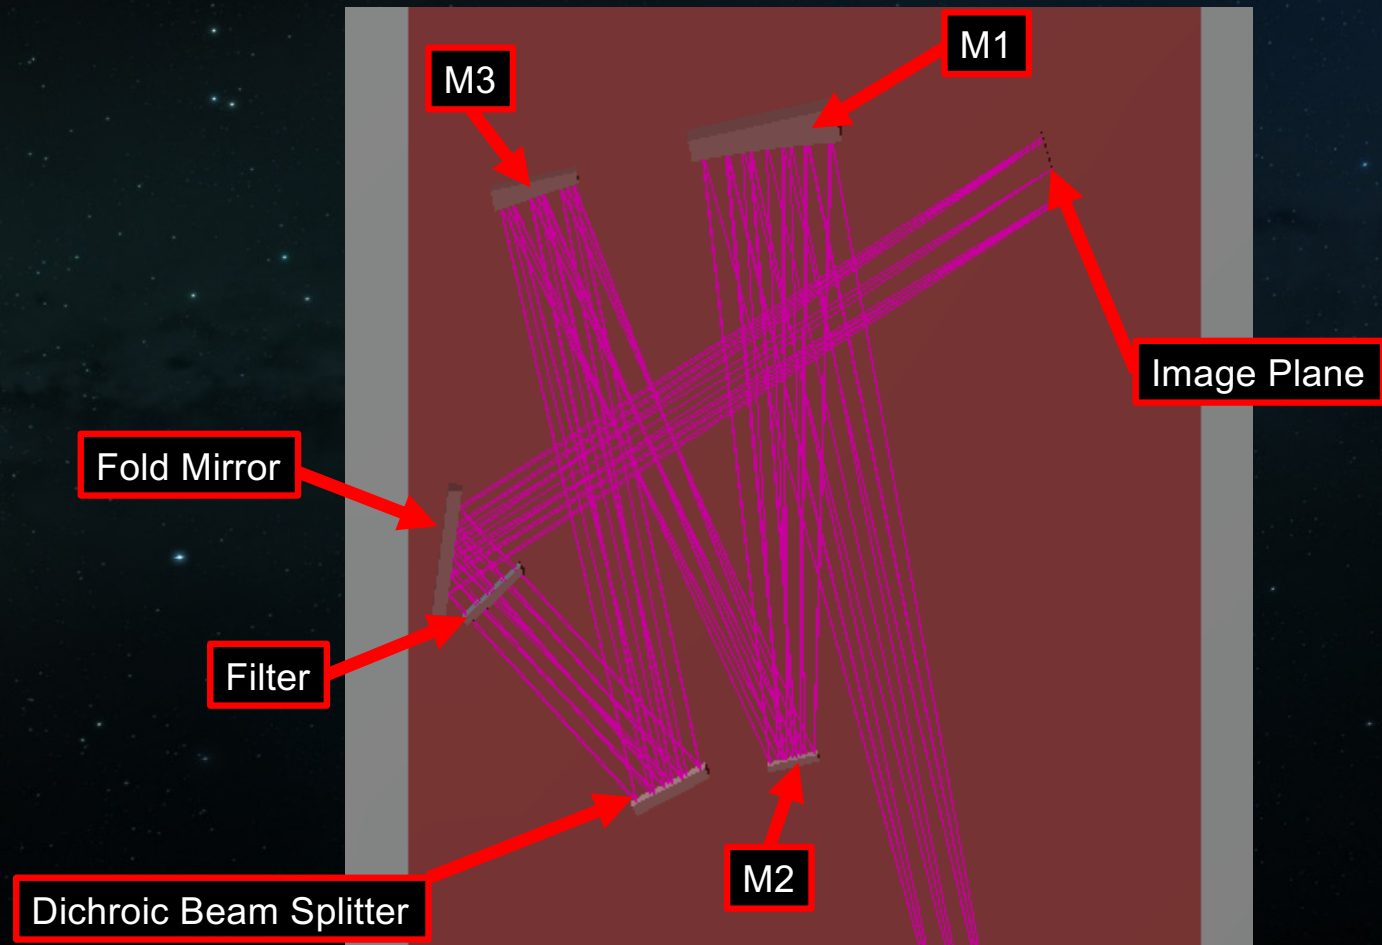 M1
M3
Image Plane
Fold Mirror
Filter
M2
Dichroic Beam Splitter